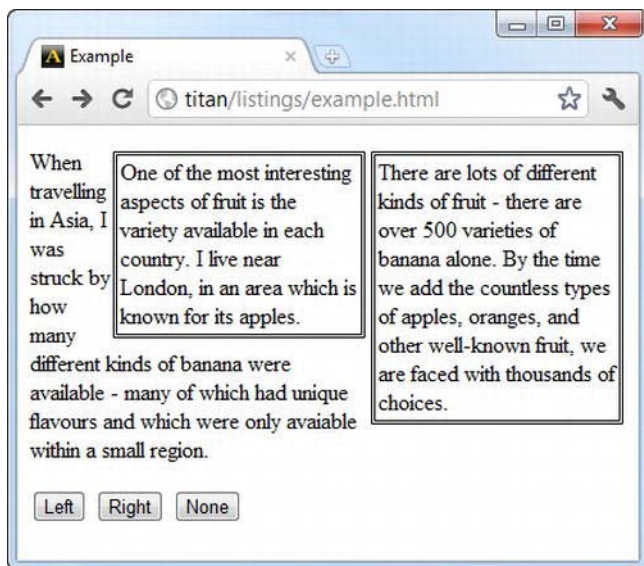 A Example
titan/listings/example.html
When
travelling
in Asia, I
was
struck by
how
many
different kinds of banana were
available - many of which had unique
flavours and which were only avaiable
within a small region.
One of the most interesting
aspects of fruit is the
variety available in each
country. I live near
London, in an area which is
known for its apples.
There are lots of different
kinds of fruit - there are
over 500 varieties of
banana alone. By the time
we add the countless types
of apples, oranges, and
other well-known fruit, we
are faced with thousands of
choices.
Left Right None